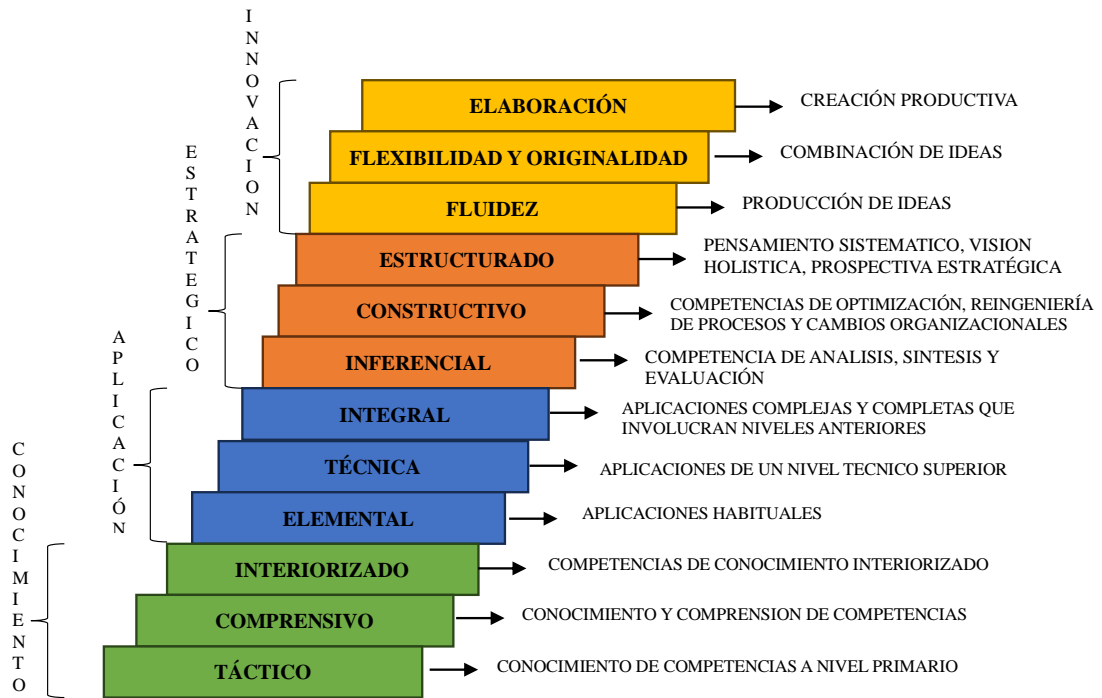 INNOVACION
ELABORACIÓN
CREACIÓN PRODUCTIVA
FLEXIBILIDAD Y ORIGINALIDAD
COMBINACIÓN DE IDEAS
FLUIDEZ
PRODUCCIÓN DE IDEAS
ESTRATEGICO
ESTRUCTURADO
PENSAMIENTO SISTEMATICO, VISION
HOLISTICA, PROSPECTIVA ESTRATÉGICA
CONSTRUCTIVO
COMPETENCIAS DE OPTIMIZACIÓN, REINGENIERÍA
DE PROCESOS Y CAMBIOS ORGANIZACIONALES
INFERENCIAL
COMPETENCIA DE ANALISIS, SINTESIS Y
EVALUACIÓN
APLICACIÓN
INTEGRAL
APLICACIONES COMPLEJAS Y COMPLETAS QUE
INVOLUCRAN NIVELES ANTERIORES
TÉCNICA
APLICACIONES DE UN NIVEL TECNICO SUPERIOR
ELEMENTAL
APLICACIONES HABITUALES
CONOCIMIENTO
INTERIORIZADO
COMPETENCIAS DE CONOCIMIENTO INTERIORIZADO
COMPRENSIVO
CONOCIMIENTO Y COMPRENSION DE COMPETENCIAS
TÁCTICO
CONOCIMIENTO DE COMPETENCIAS A NIVEL PRIMARIO